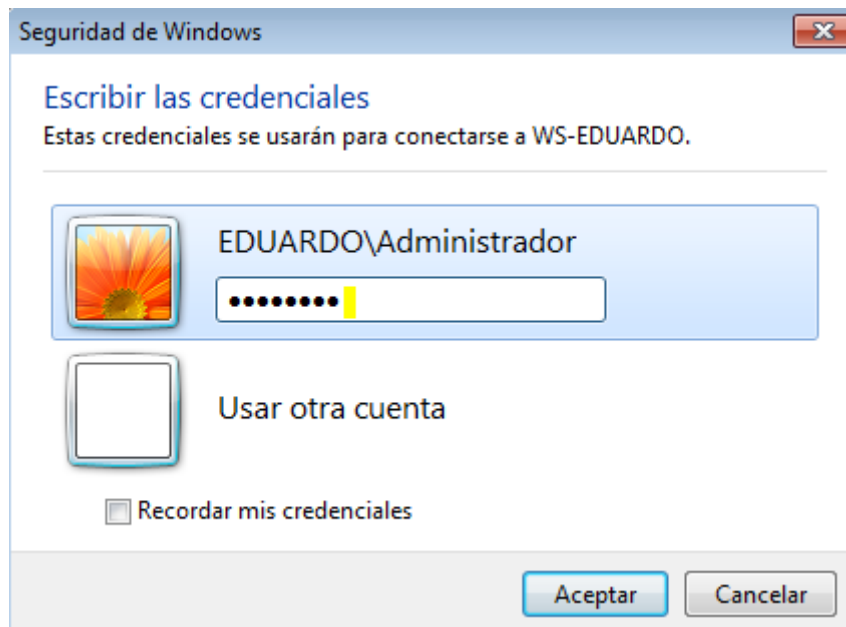 Seguridad de Windows
Escribir las credenciales
Estas credenciales se usarán para conectarse a WS-EDUARDO.
EDUARDO\Administrador
••••••••
Usar otra cuenta
Recordar mis credenciales
Aceptar
Cancelar